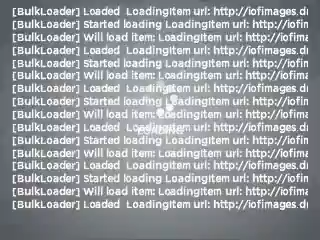 [BulkLoader] Loaded LoadingItem url: http://iofimages.d
[BulkLoader] Started loading LoadingItem url: http://iof
[BulkLoader] Will load item: LoadingItem url: http://iofima
[BulkLoader] Loaded LoadingItem url: http://iofimages.d
[BulkLoader] Started loading LoadingItem url: http://iof
[BulkLoader] Will load item: LoadingItem url: http://iofima
[BulkLoader] Loaded LoadingItem url: http://iofimages.d
[BulkLoader] Started loading LoadingItem url: http://iof
[BulkLoader] Will load item: LoadingItem url: http://iofima
[BulkLoader] Loaded LoadingItem url: http://iofimages.d
[BulkLoader] Started loading LoadingItem url: http://iof
[BulkLoader] Will load item: LoadingItem url: http://iofima
[BulkLoader] Loaded LoadingItem url: http://iofimages.d
[BulkLoader] Started loading LoadingItem url: http://iof
[BulkLoader] Will load item: LoadingItem url: http://iofima
[BulkLoader] Loaded LoadingItem url: http://iofimages.d